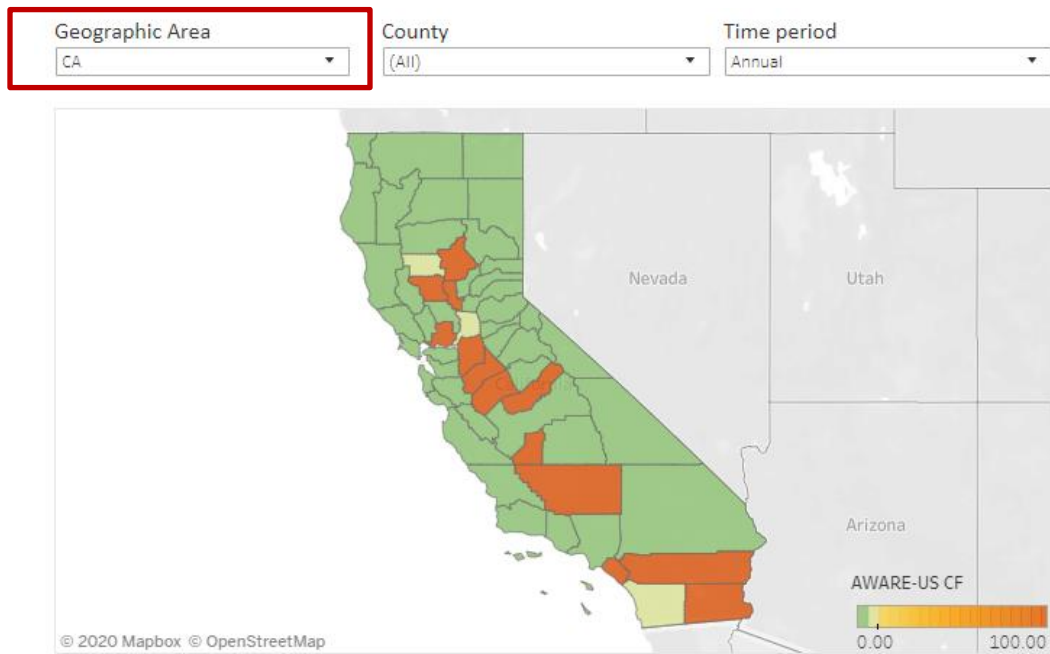 Geographic Area
County
Time period
CA
(All)
Annual
Nevada
Utah
California
Arizona
AWARE-US CF
0.00
100.00
© 2020 Mapbox © OpenStreetMap